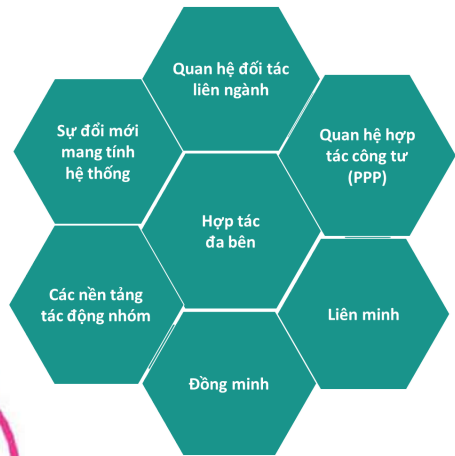 Quan hệ đối tác
liên ngành
Sự đổi mới
mang tính
hệ thống
Quan hệ hợp
tác công tư
(PPP)
Hợp tác
đa bên
Các nền tảng
tác động nhóm
Liên minh
Đồng minh